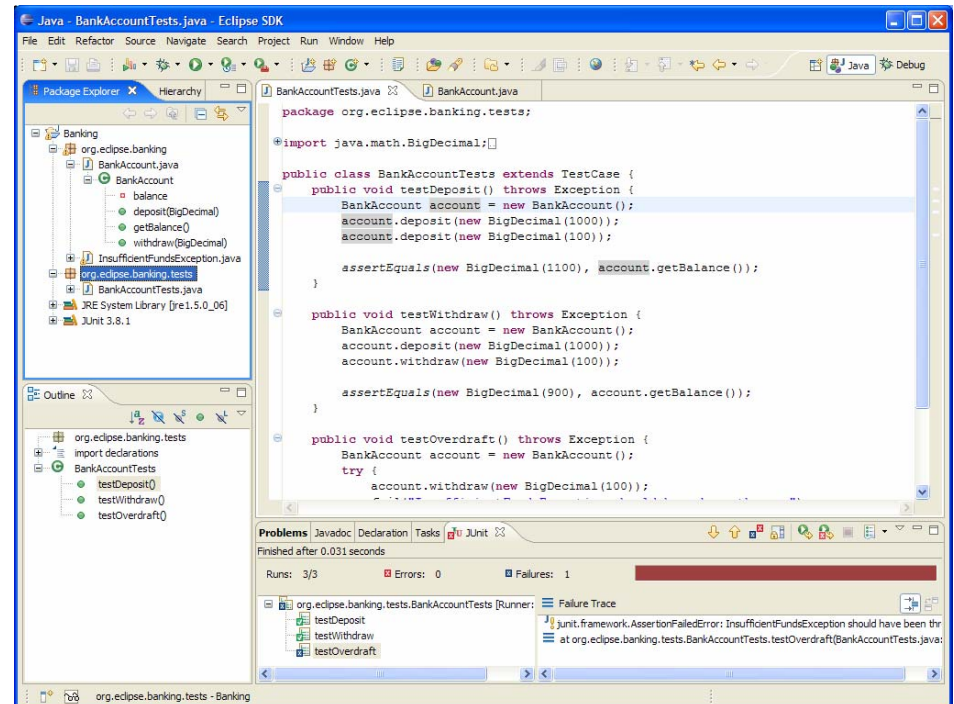 Java - BankAccountTests.java - Eclipse SDK
File Edit Refactor Source Navigate Search Project Run Window Help
Java Debug
Package Explorer Hierarchy
Banking
org.eclipse.banking
BankAccount.java
BankAccount
balance
deposit(BigDecimal)
getBalance()
withdraw(BigDecimal)
InsufficientFundsException.java
org.eclipse.banking.tests
BankAccountTests.java
JRE System Library [jre1.5.0_06]
JUnit 3.8.1
Outline
org.eclipse.banking.tests
import declarations
BankAccountTests
testDeposit()
testWithdraw()
testOverdraft()
BankAccountTests.java BankAccount.java
package org.eclipse.banking.tests;
import java.math.BigDecimal;
public class BankAccountTests extends TestCase {
public void testDeposit() throws Exception {
BankAccount account = new BankAccount();
account.deposit(new BigDecimal(1000));
account.deposit(new BigDecimal(100));
assertEquals(new BigDecimal(1100), account.getBalance());
}
public void testWithdraw() throws Exception {
BankAccount account = new BankAccount();
account.deposit(new BigDecimal(1000));
account.withdraw(new BigDecimal(100));
assertEquals(new BigDecimal(900), account.getBalance());
}
public void testOverdraft() throws Exception {
BankAccount account = new BankAccount();
try {
account.withdraw(new BigDecimal(100));
Problems Javadoc Declaration Tasks JUnit
Finished after 0.031 seconds
Runs: 3/3 Errors: 0 Failures: 1
org.eclipse.banking.tests.BankAccountTests [Runner:
testDeposit
testWithdraw
testOverdraft
Failure Trace
junit.framework.AssertionFailedError: InsufficientFundsException should have been thr
at org.eclipse.banking.tests.BankAccountTests.testOverdraft(BankAccountTests.java:
org.eclipse.banking.tests - Banking